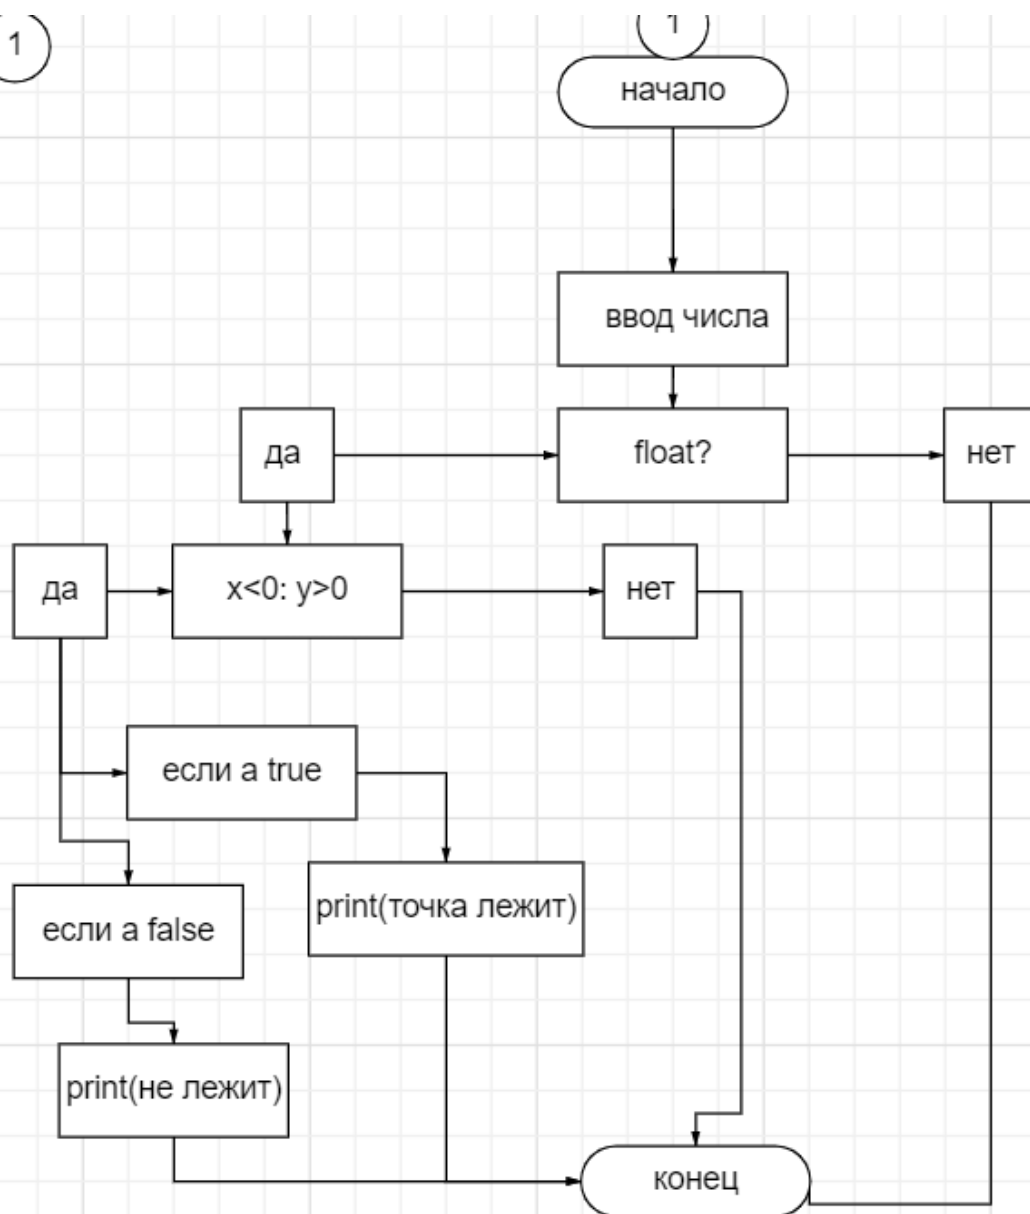 1
1
начало
ввод числа
да
float?
нет
да
x<0: y>0
нет
если a true
print(точка лежит)
если a false
print(не лежит)
конец